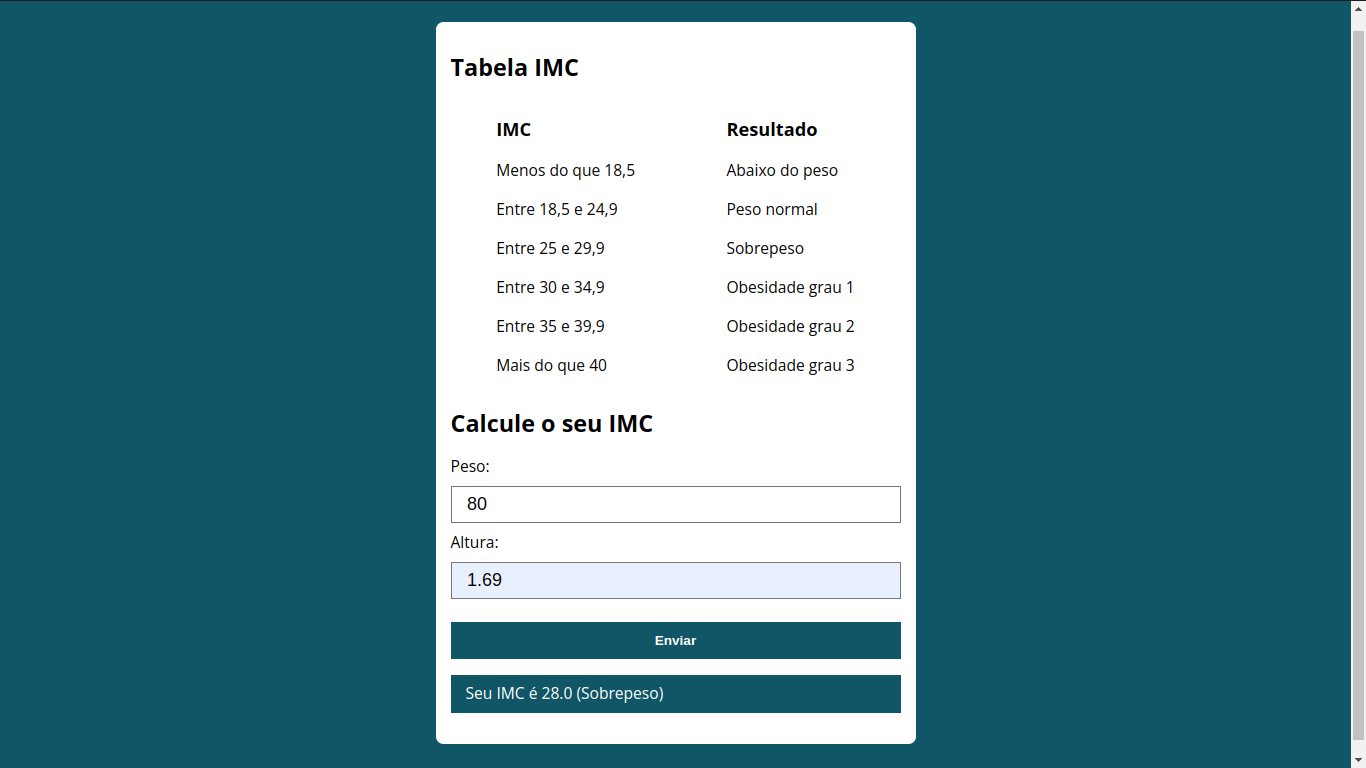 Tabela IMC
IMC Resultado
Menos do que 18,5 Abaixo do peso
Entre 18,5 e 24,9 Peso normal
Entre 25 e 29,9 Sobrepeso
Entre 30 e 34,9 Obesidade grau 1
Entre 35 e 39,9 Obesidade grau 2
Mais do que 40 Obesidade grau 3
Calcule o seu IMC
Peso:
80
Altura:
1.69
Enviar
Seu IMC é 28.0 (Sobrepeso)